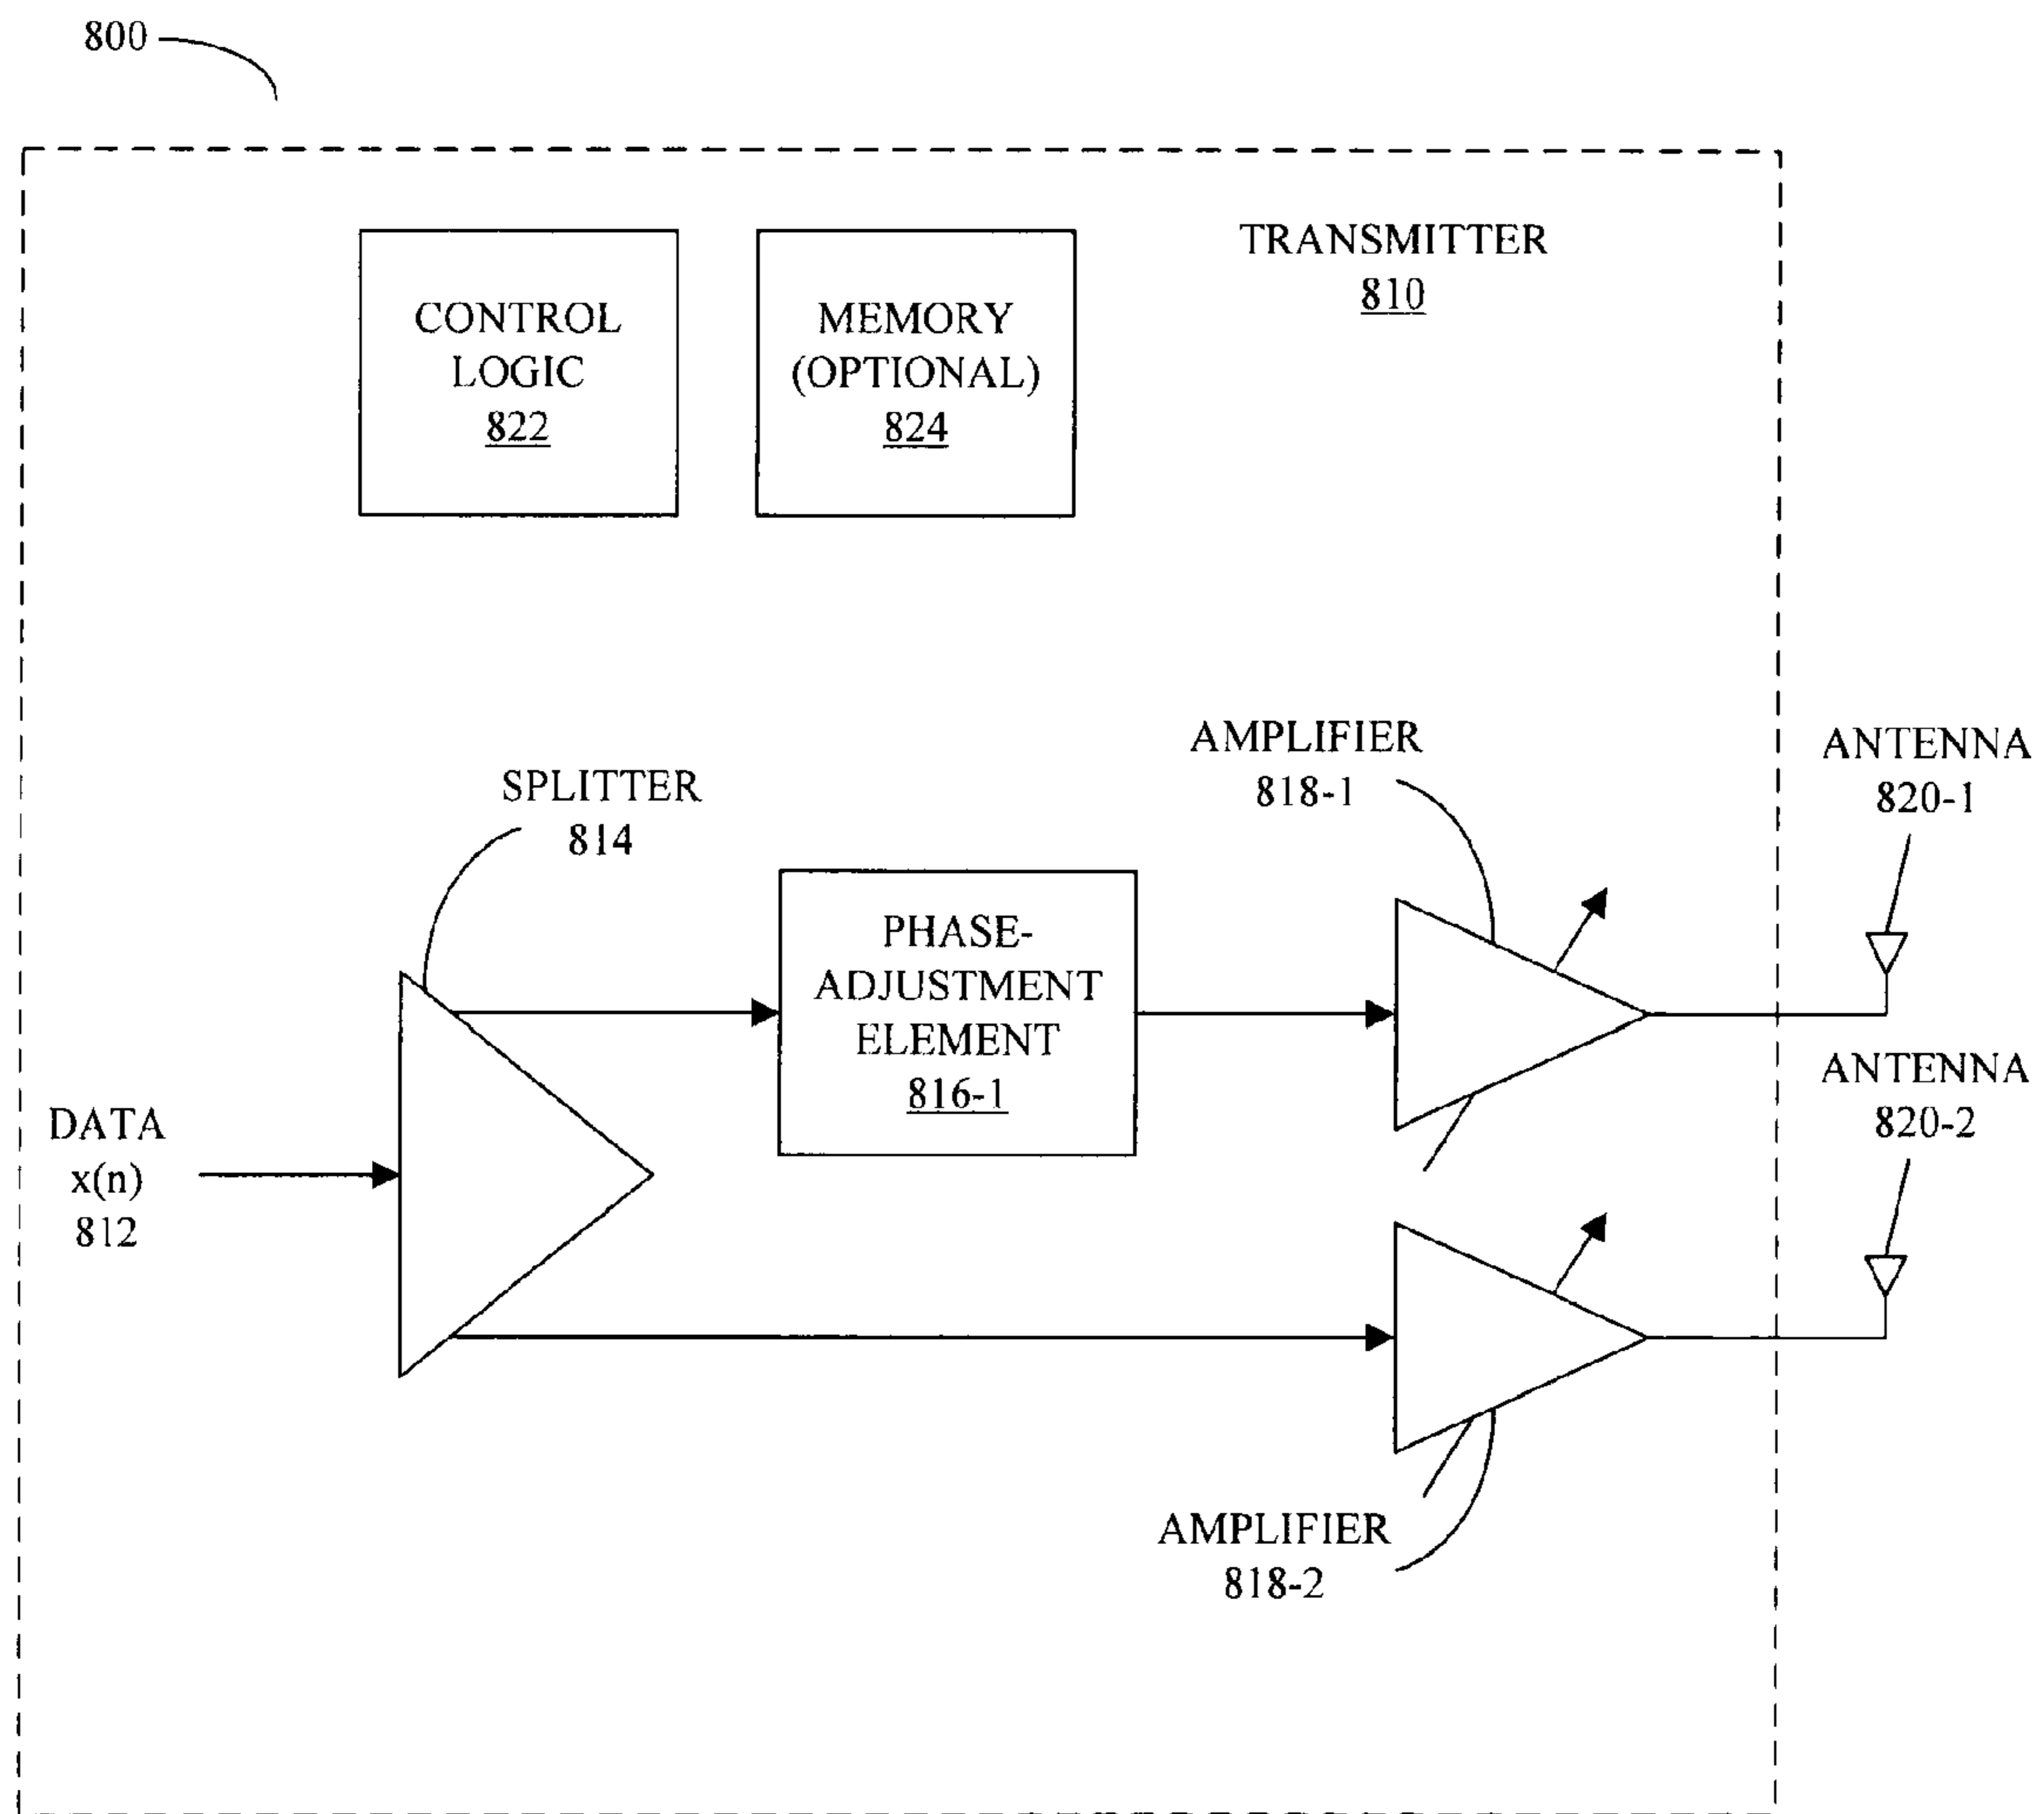 800
TRANSMITTER
810
CONTROL
LOGIC
822
MEMORY
(OPTIONAL)
824
AMPLIFIER
818-1
ANTENNA
820-1
SPLITTER
814
PHASE-
ADJUSTMENT
ELEMENT
816-1
ANTENNA
820-2
DATA
x(n)
812
AMPLIFIER
818-2